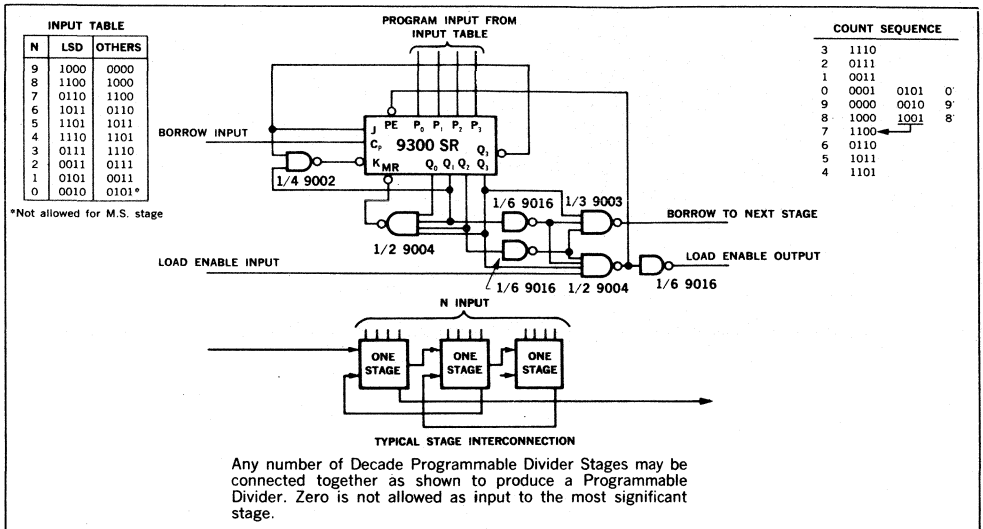 INPUT TABLE
N LSD OTHERS
9 1000 0000
8 1100 1000
7 0110 1100
6 1011 0110
5 1101 1011
4 1110 1101
3 0111 1110
2 0011 0111
1 0101 0011
0 0010 0101*
*Not allowed for M.S. stage
PROGRAM INPUT FROM
INPUT TABLE
COUNT SEQUENCE
3 1110
2 0111
1 0011
0 0001 0101 0'
9 0000 0010 9'
8 1000 1001 8'
7 1100
6 0110
5 1011
4 1101
BORROW INPUT
J PE P0 P1 P2 P3
CP 9300 SR Q3
K MR Q0 Q1 Q2 Q3
1/4 9002
1/6 9016
1/3 9003
BORROW TO NEXT STAGE
1/2 9004
LOAD ENABLE INPUT
LOAD ENABLE OUTPUT
1/6 9016
1/2 9004
1/6 9016
N INPUT
ONE STAGE
ONE STAGE
ONE STAGE
TYPICAL STAGE INTERCONNECTION
Any number of Decade Programmable Divider Stages may be
connected together as shown to produce a Programmable
Divider. Zero is not allowed as input to the most significant
stage.